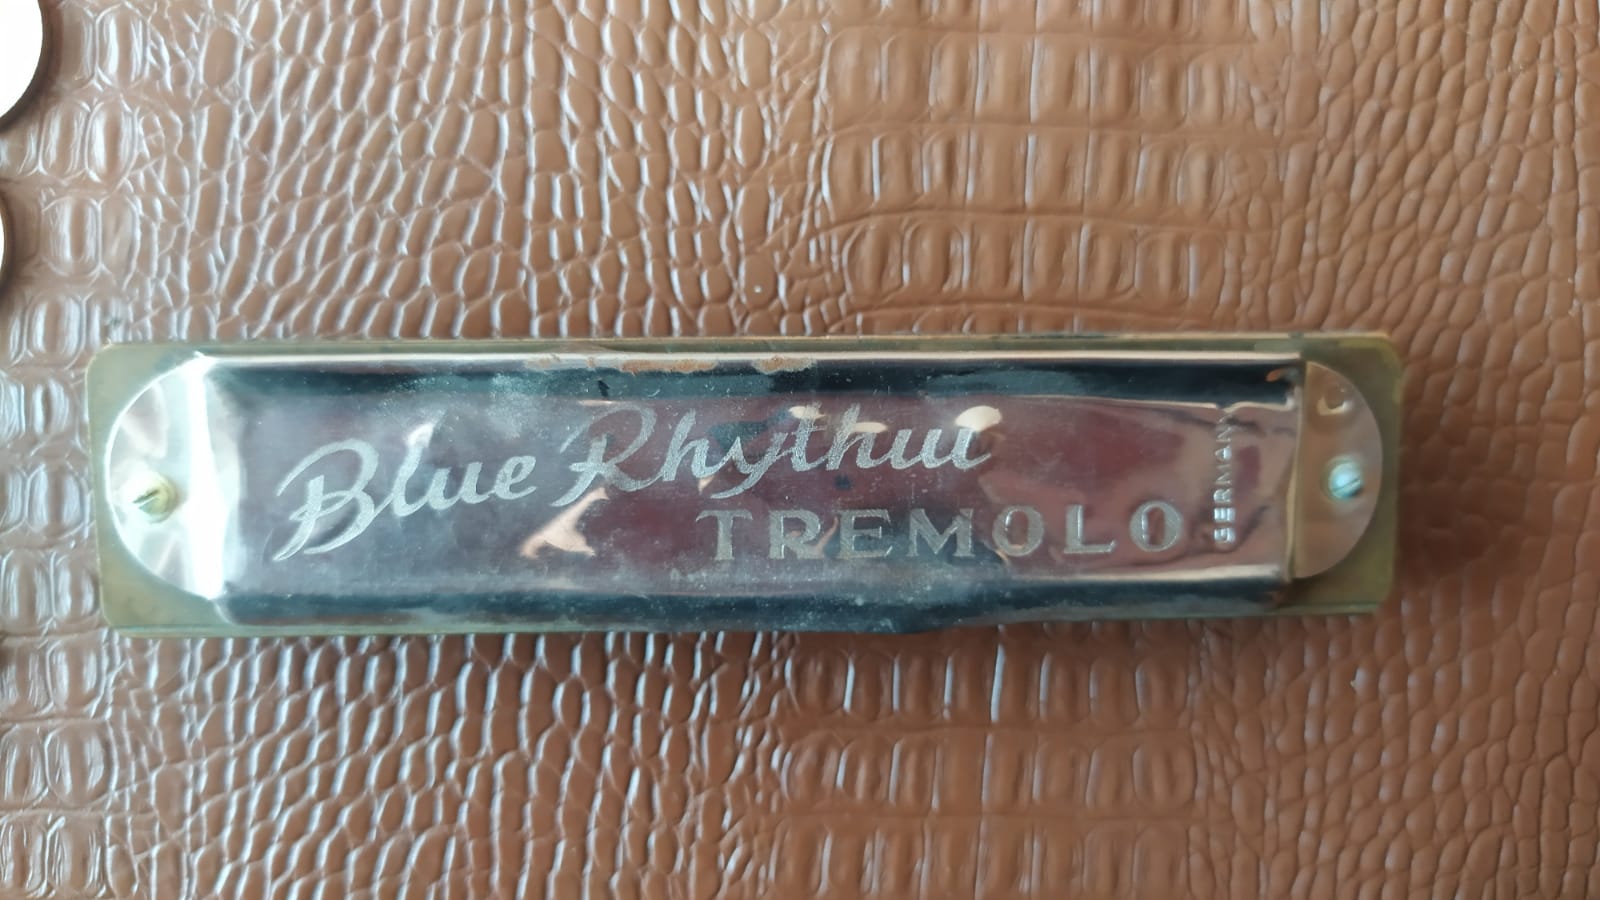 Blue Rhythm
TREMOLO
GERMANY
C